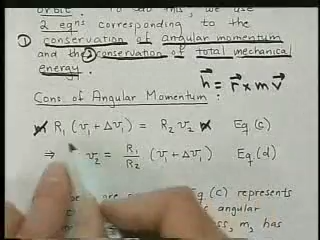 orbit. To do this, we use
2 eqns corresponding to the
① conservation of angular momentum
and the ② conservation of total mechanical
energy.
h = r x m v
Cons of Angular Momentum :
m R₁ (v₁ + Δv₁) = R₂ v₂ m Eq (c)
⇒ v₂ = R₁/R₂ (v₁ + Δv₁) Eq. (d)
Eq. (c) represents
angular
m, has